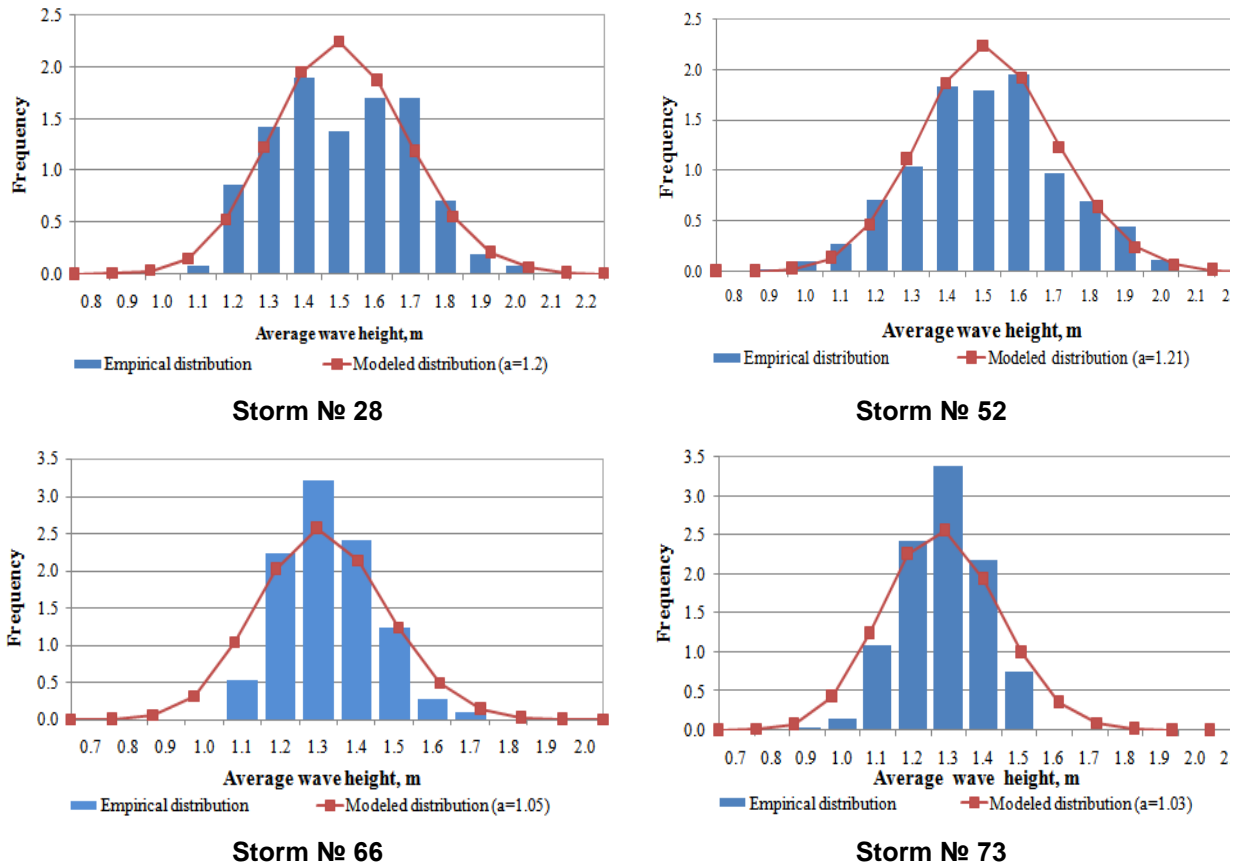 2.5
2.0
1.5
1.0
0.5
0.0
Frequency
0.8 0.9 1.0 1.1 1.2 1.3 1.4 1.5 1.6 1.7 1.8 1.9 2.0 2.1 2.2
Average wave height, m
Empirical distribution Modeled distribution (a=1.2)
Storm № 28
2.5
2.0
1.5
1.0
0.5
0.0
Frequency
0.8 0.9 1.0 1.1 1.2 1.3 1.4 1.5 1.6 1.7 1.8 1.9 2.0 2.1 2
Average wave height, m
Empirical distribution Modeled distribution (a=1.21)
Storm № 52
3.5
3.0
2.5
2.0
1.5
1.0
0.5
0.0
Frequency
0.7 0.8 0.9 1.0 1.1 1.2 1.3 1.4 1.5 1.6 1.7 1.8 1.9 2.0
Average wave height, m
Empirical distribution Modeled distribution (a=1.05)
Storm № 66
3.5
3.0
2.5
2.0
1.5
1.0
0.5
0.0
Frequency
0.7 0.8 0.9 1.0 1.1 1.2 1.3 1.4 1.5 1.6 1.7 1.8 1.9 2.0 2
Average wave height, m
Empirical distribution Modeled distribution (a=1.03)
Storm № 73